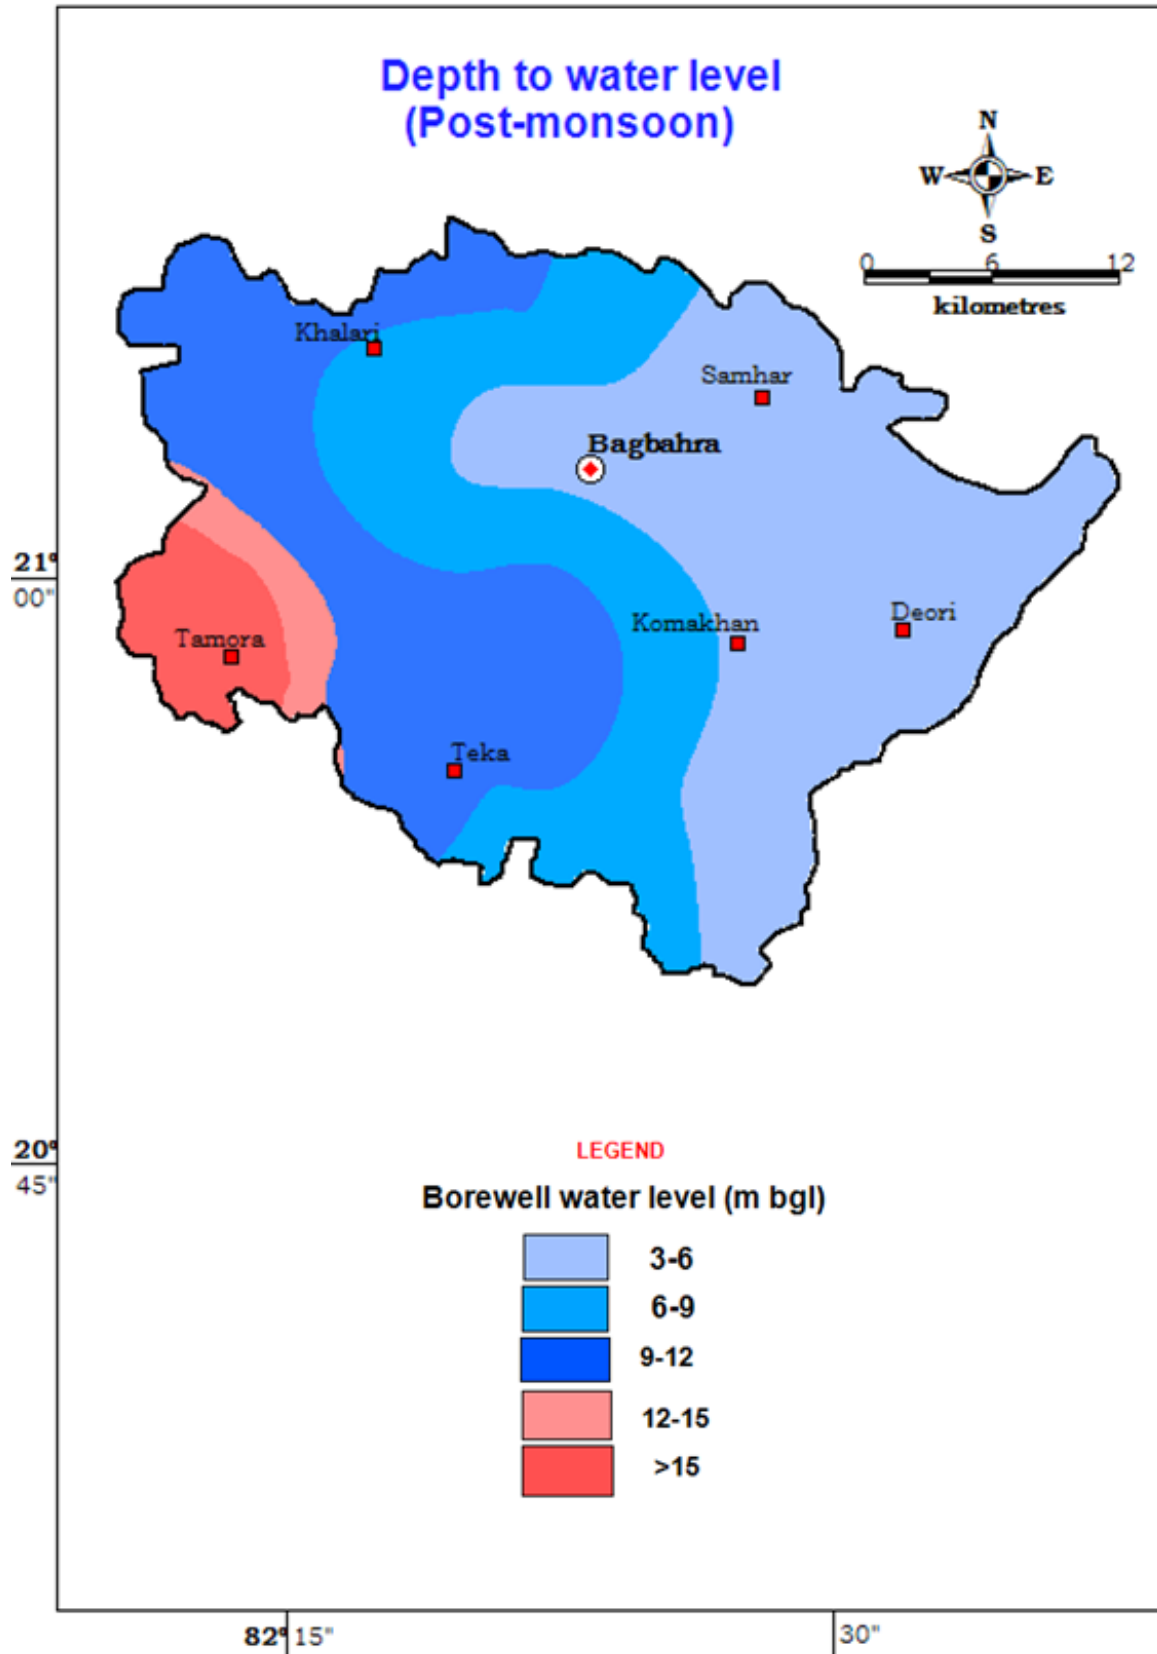 Depth to water level
(Post-monsoon)
N
W E
S
0 6 12
kilometres
Khalari
Samhar
Bagbahra
21°
00"
Deori
Komakhan
Tamora
Teka
20°
45"
LEGEND
Borewell water level (m bgl)
3-6
6-9
9-12
12-15
>15
82° 15" 30"